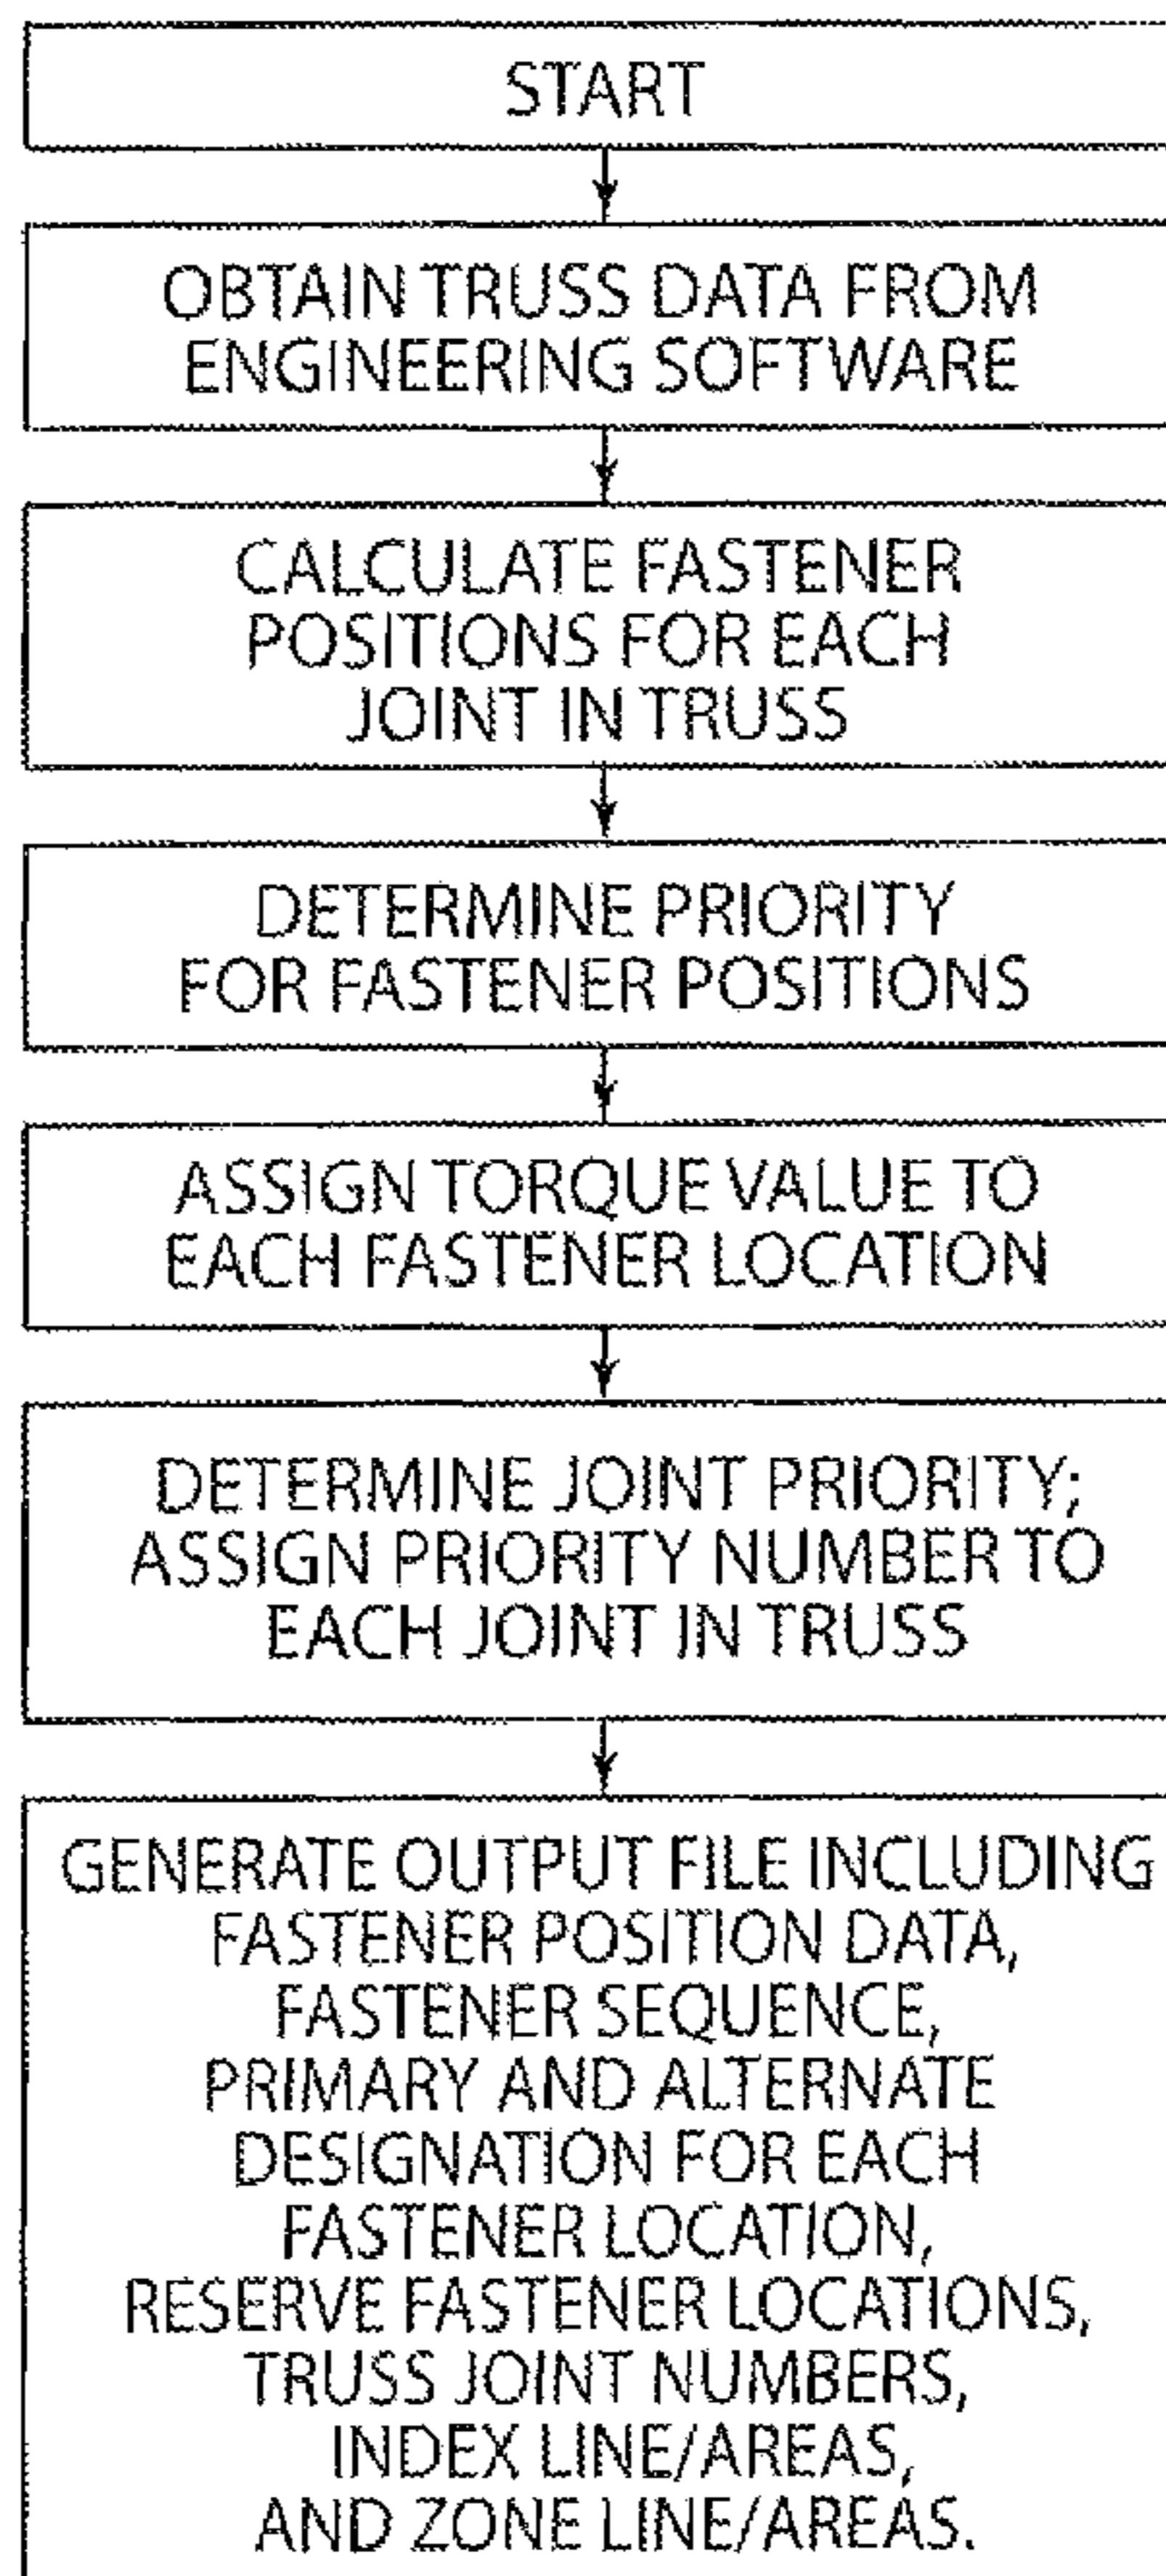 START
OBTAIN TRUSS DATA FROM
ENGINEERING SOFTWARE
CALCULATE FASTENER
POSITIONS FOR EACH
JOINT IN TRUSS
DETERMINE PRIORITY
FOR FASTENER POSITIONS
ASSIGN TORQUE VALUE TO
EACH FASTENER LOCATION
DETERMINE JOINT PRIORITY;
ASSIGN PRIORITY NUMBER TO
EACH JOINT IN TRUSS
GENERATE OUTPUT FILE INCLUDING
FASTENER POSITION DATA,
FASTENER SEQUENCE,
PRIMARY AND ALTERNATE
DESIGNATION FOR EACH
FASTENER LOCATION,
RESERVE FASTENER LOCATIONS,
TRUSS JOINT NUMBERS,
INDEX LINE/AREAS,
AND ZONE LINE/AREAS.